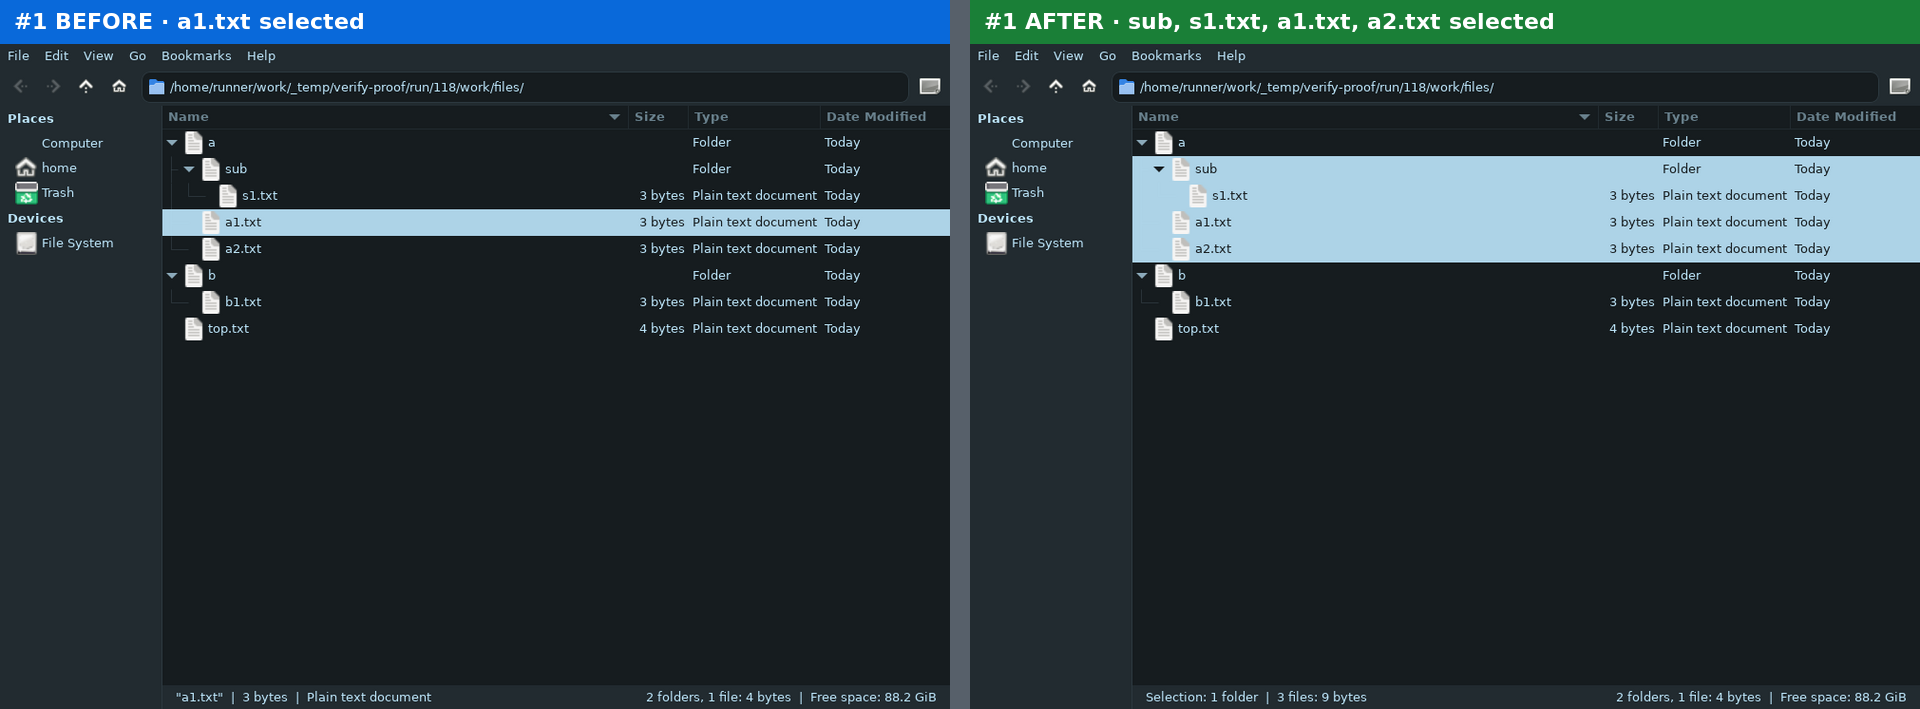 #1 BEFORE · a1.txt selected
File Edit View Go Bookmarks Help
/home/runner/work/_temp/verify-proof/run/118/work/files/
Places
Computer
home
Trash
Devices
File System
Name Size Type Date Modified
a Folder Today
sub Folder Today
s1.txt 3 bytes Plain text document Today
a1.txt 3 bytes Plain text document Today
a2.txt 3 bytes Plain text document Today
b Folder Today
b1.txt 3 bytes Plain text document Today
top.txt 4 bytes Plain text document Today
"a1.txt" | 3 bytes | Plain text document 2 folders, 1 file: 4 bytes | Free space: 88.2 GiB
#1 AFTER · sub, s1.txt, a1.txt, a2.txt selected
File Edit View Go Bookmarks Help
/home/runner/work/_temp/verify-proof/run/118/work/files/
Places
Computer
home
Trash
Devices
File System
Name Size Type Date Modified
a Folder Today
sub Folder Today
s1.txt 3 bytes Plain text document Today
a1.txt 3 bytes Plain text document Today
a2.txt 3 bytes Plain text document Today
b Folder Today
b1.txt 3 bytes Plain text document Today
top.txt 4 bytes Plain text document Today
Selection: 1 folder | 3 files: 9 bytes 2 folders, 1 file: 4 bytes | Free space: 88.2 GiB